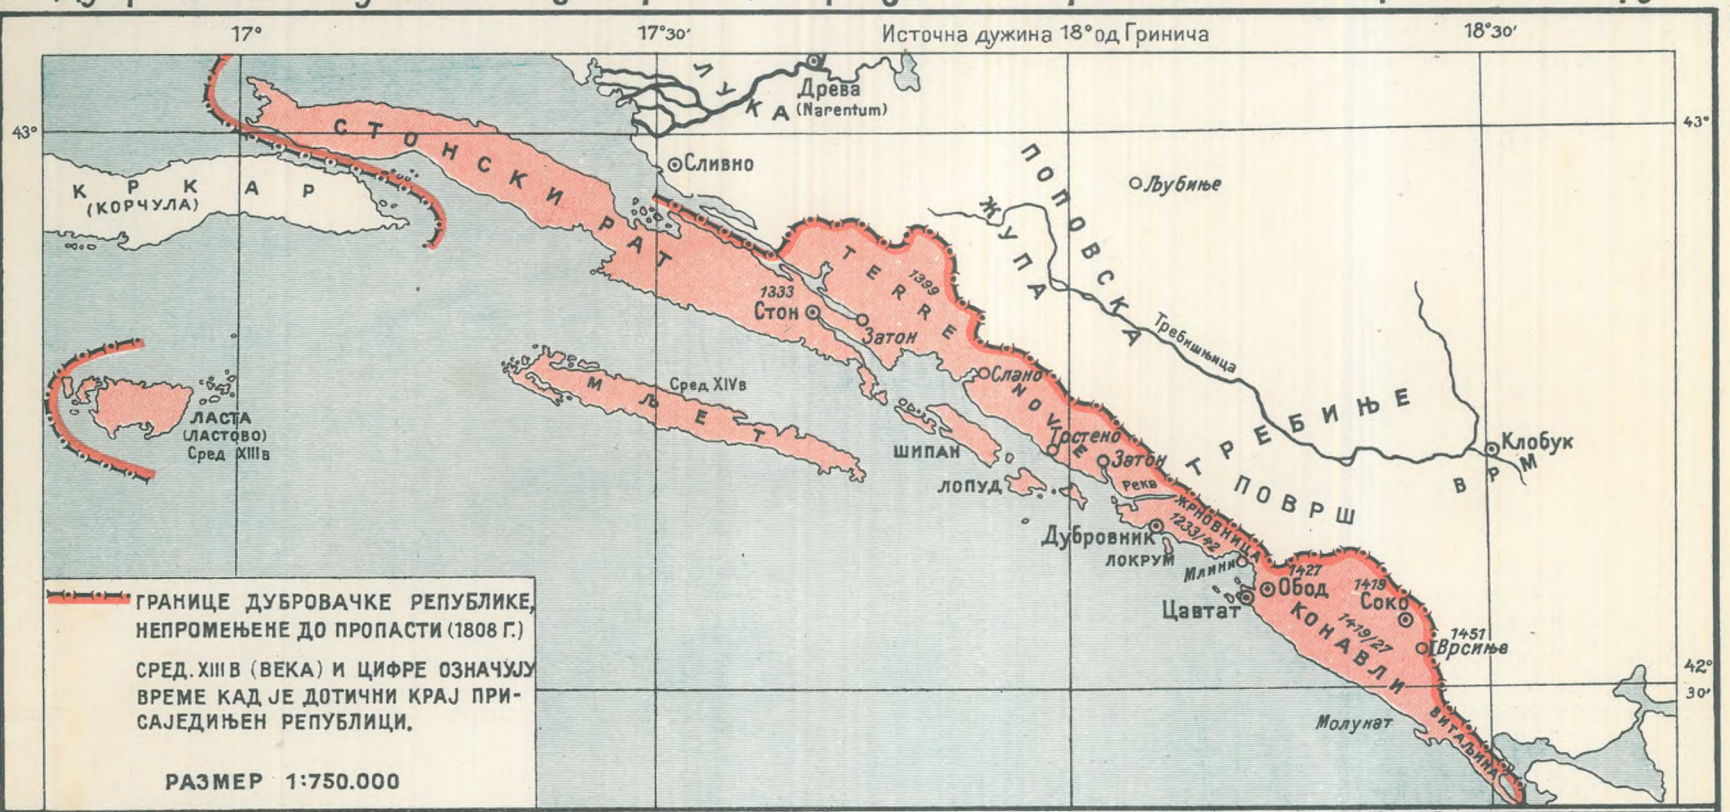 17°
17°30′
Источна дужина 18° од Гринича
18°30′
43°
43°
ЛУКА
Древа
(Narentum)
Сливно
СТОНСКИ РАТ
КРКАР
(КОРЧУЛА)
ПОПОВСКА
ЖУПА
Љубиње
TERRE
1399
1333
Стон
Затон
Требишњица
Слано
NOVE
Сред XIVв
МЉЕТ
ЛАСТА
(ЛАСТОВО)
Сред XIIIв
ТРЕБИЊЕ
Клобук
ВРМ
Трстено
Затон
ШИПАН
ЛОПУД
Река
ПОВРШ
ЖРНОВНИЦА
1233/42
Дубровник
ЛОКРУМ
Млини
1427
Обод
Цавтат
1419
Соко
1419/27
КОНАВЛИ
1451
Врсиње
42°
30′
Молунат
ВИТАЉИНА
ГРАНИЦЕ ДУБРОВАЧКЕ РЕПУБЛИКЕ,
НЕПРОМЕЊЕНЕ ДО ПРОПАСТИ (1808 Г.)
СРЕД. XIII В (ВЕКА) И ЦИФРЕ ОЗНАЧУЈУ
ВРЕМЕ КАД ЈЕ ДОТИЧНИ КРАЈ ПРИ-
САЈЕДИЊЕН РЕПУБЛИЦИ.
РАЗМЕР 1:750.000